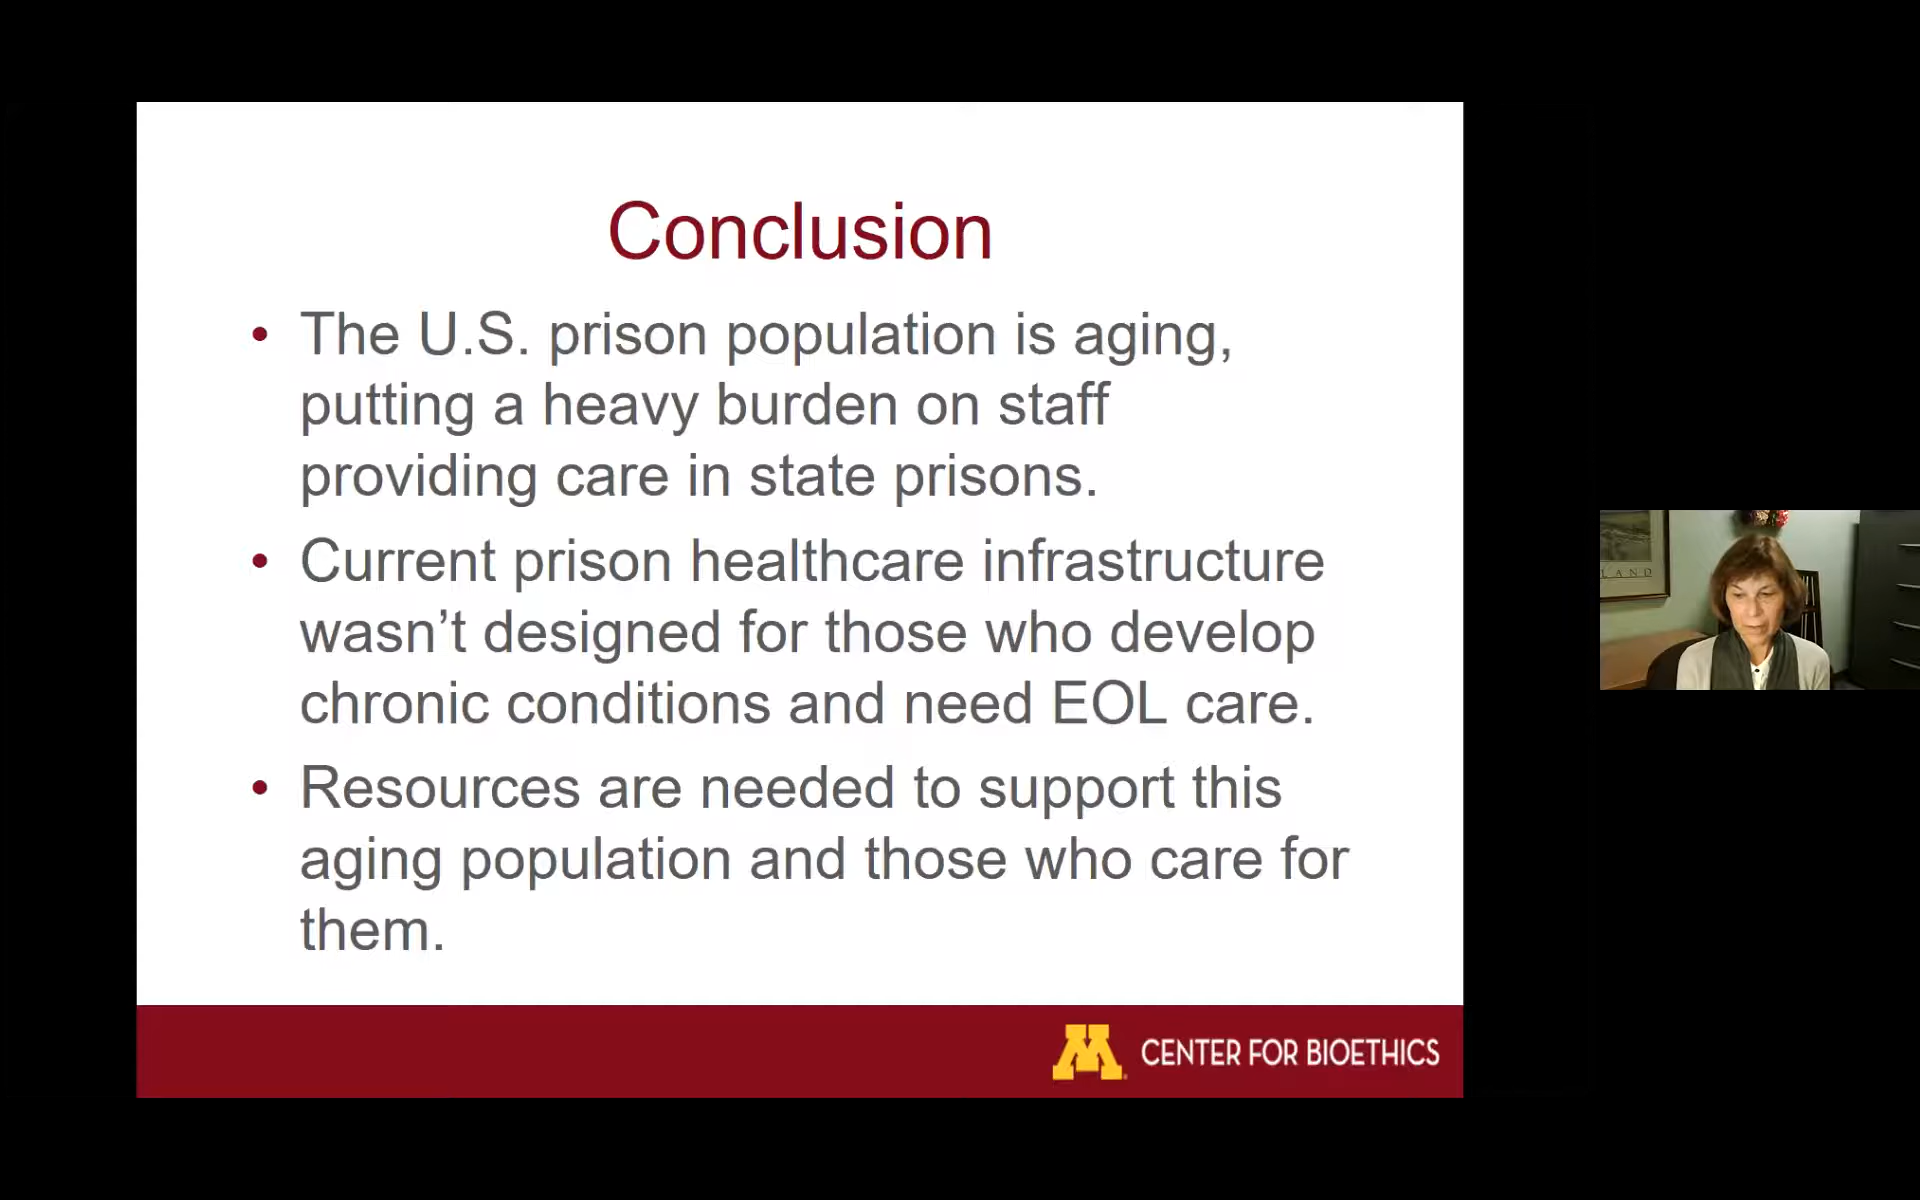 Conclusion
• The U.S. prison population is aging,
putting a heavy burden on staff
providing care in state prisons.
• Current prison healthcare infrastructure
wasn’t designed for those who develop
chronic conditions and need EOL care.
• Resources are needed to support this
aging population and those who care for
them.
M CENTER FOR BIOETHICS
LAND